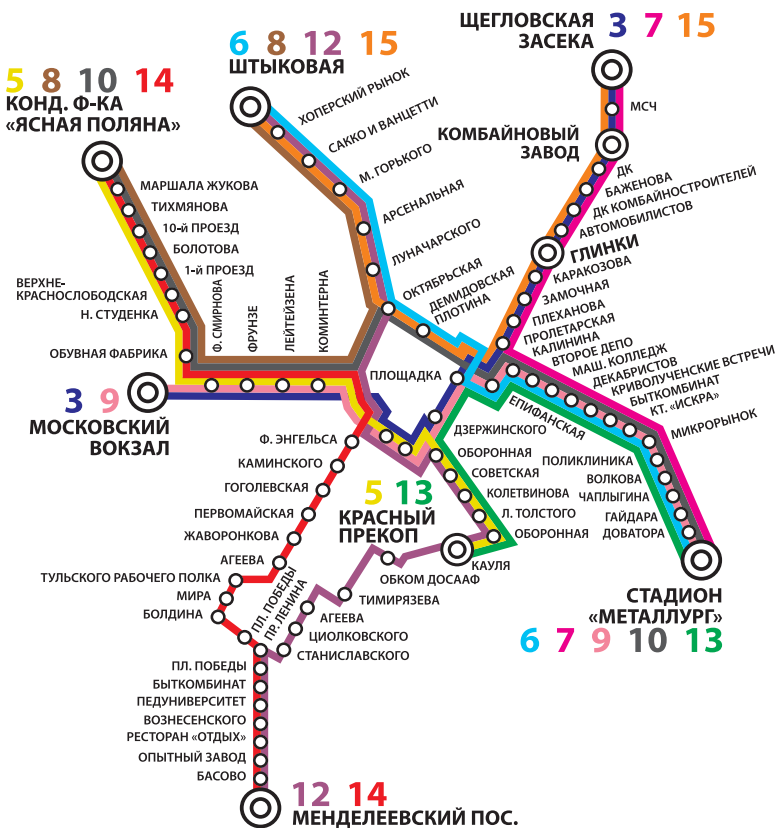 ЩЕГЛОВСКАЯ
ЗАСЕКА
3 7 15
6 8 12 15
ШТЫКОВАЯ
5 8 10 14
КОНД. Ф-КА
«ЯСНАЯ ПОЛЯНА»
ХОПЕРСКИЙ РЫНОК
САККО И ВАНЦЕТТИ
М. ГОРЬКОГО
АРСЕНАЛЬНАЯ
ЛУНАЧАРСКОГО
ОКТЯБРЬСКАЯ
ДЕМИДОВСКАЯ
ПЛОТИНА
МСЧ
КОМБАЙНОВЫЙ
ЗАВОД
ДК
БАЖЕНОВА
ДК КОМБАЙНОСТРОИТЕЛЕЙ
АВТОМОБИЛИСТОВ
ГЛИНКИ
КАРАКОЗОВА
ЗАМОЧНАЯ
ПЛЕХАНОВА
ПРОЛЕТАРСКАЯ
КАЛИНИНА
ВТОРОЕ ДЕПО
МАШ. КОЛЛЕДЖ
ДЕКАБРИСТОВ
КРИВОЛУЧЕНСКИЕ ВСТРЕЧИ
БЫТКОМБИНАТ
КТ. «ИСКРА»
МИКРОРЫНОК
МАРШАЛА ЖУКОВА
ТИХМЯНОВА
10-й ПРОЕЗД
БОЛОТОВА
1-й ПРОЕЗД
ВЕРХНЕ-
КРАСНОСЛОБОДСКАЯ
Н. СТУДЕНКА
ОБУВНАЯ ФАБРИКА
Ф. СМИРНОВА
ФРУНЗЕ
ЛЕЙТЕЙЗЕНА
КОМИНТЕРНА
ПЛОЩАДКА
3 9
МОСКОВСКИЙ
ВОКЗАЛ
ЕПИФАНСКАЯ
ДЗЕРЖИНСКОГО
ОБОРОННАЯ
СОВЕТСКАЯ
КОЛЕТВИНОВА
Л. ТОЛСТОГО
ОБОРОННАЯ
ПОЛИКЛИНИКА
ВОЛКОВА
ЧАПЛЫГИНА
ГАЙДАРА
ДОВАТОРА
Ф. ЭНГЕЛЬСА
КАМИНСКОГО
ГОГОЛЕВСКАЯ
ПЕРВОМАЙСКАЯ
ЖАВОРОНКОВА
АГЕЕВА
5 13
КРАСНЫЙ
ПРЕКОП
КАУЛЯ
ОБКОМ ДОСААФ
ТИМИРЯЗЕВА
АГЕЕВА
ЦИОЛКОВСКОГО
СТАНИСЛАВСКОГО
ТУЛЬСКОГО РАБОЧЕГО ПОЛКА
МИРА
БОЛДИНА
ПЛ. ПОБЕДЫ
ПР. ЛЕНИНА
СТАДИОН
«МЕТАЛЛУРГ»
6 7 9 10 13
ПЛ. ПОБЕДЫ
БЫТКОМБИНАТ
ПЕДУНИВЕРСИТЕТ
ВОЗНЕСЕНСКОГО
РЕСТОРАН «ОТДЫХ»
ОПЫТНЫЙ ЗАВОД
БАСОВО
12 14
МЕНДЕЛЕЕВСКИЙ ПОС.